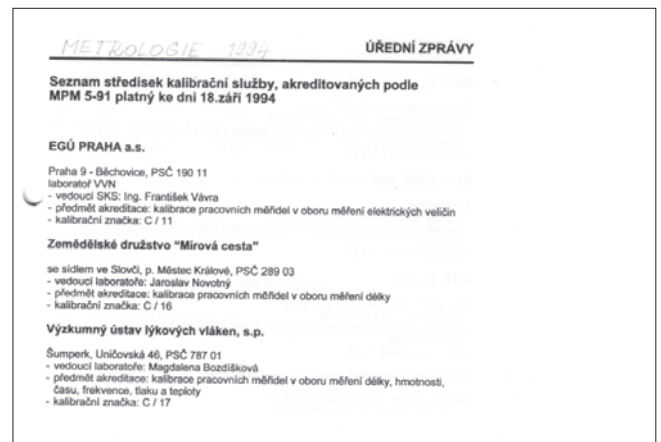 METROLOGIE 1994
ÚŘEDNÍ ZPRÁVY
Seznam středisek kalibrační služby, akreditovaných podle
MPM 5-91 platný ke dni 18.září 1994
EGÚ PRAHA a.s.
Praha 9 - Běchovice, PSČ 190 11
laboratoř VVN
- vedoucí SKS: Ing. František Vávra
- předmět akreditace: kalibrace pracovních měřidel v oboru měření elektrických veličin
- kalibrační značka: C / 11
Zemědělské družstvo "Mírová cesta"
se sídlem ve Slovči, p. Městec Králové, PSČ 289 03
- vedoucí laboratoře: Jaroslav Novotný
- předmět akreditace: kalibrace pracovních měřidel v oboru měření délky
- kalibrační značka: C / 16
Výzkumný ústav lýkových vláken, s.p.
Šumperk, Uničovská 46, PSČ 787 01
- vedoucí laboratoře: Magdalena Bozdišková
- předmět akreditace: kalibrace pracovních měřidel v oboru měření délky, hmotnosti,
času, frekvence, tlaku a teploty
- kalibrační značka: C / 17